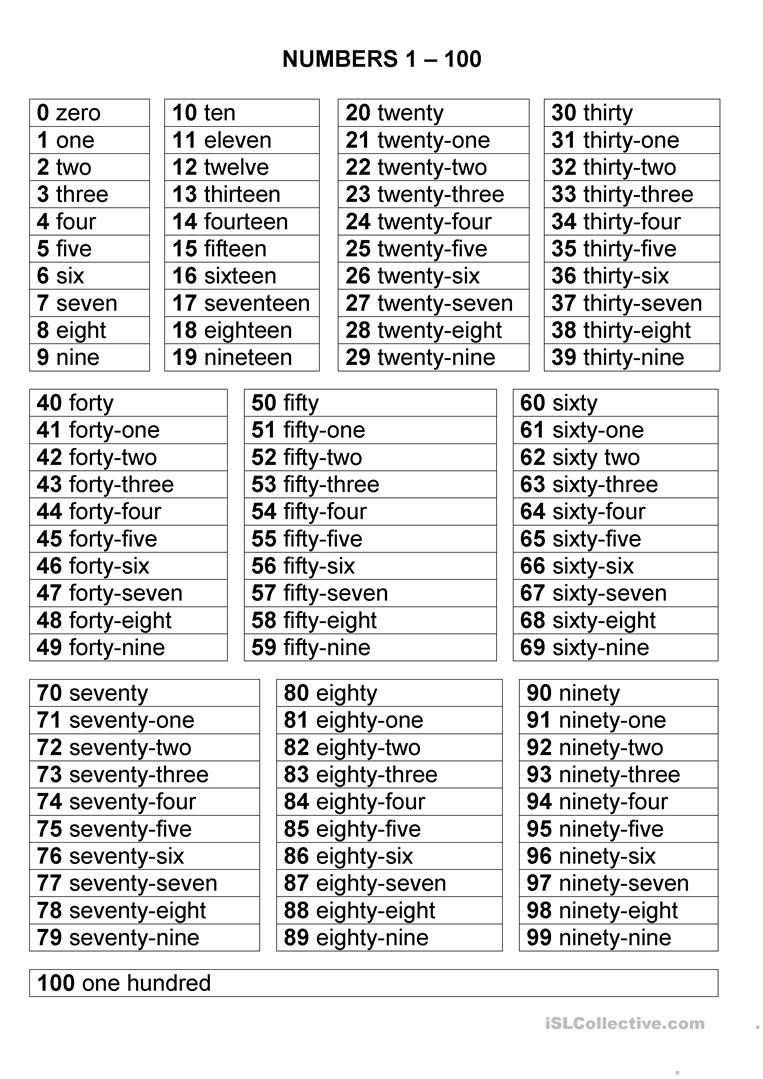 NUMBERS 1 – 100
0 zero
1 one
2 two
3 three
4 four
5 five
6 six
7 seven
8 eight
9 nine
10 ten
11 eleven
12 twelve
13 thirteen
14 fourteen
15 fifteen
16 sixteen
17 seventeen
18 eighteen
19 nineteen
20 twenty
21 twenty-one
22 twenty-two
23 twenty-three
24 twenty-four
25 twenty-five
26 twenty-six
27 twenty-seven
28 twenty-eight
29 twenty-nine
30 thirty
31 thirty-one
32 thirty-two
33 thirty-three
34 thirty-four
35 thirty-five
36 thirty-six
37 thirty-seven
38 thirty-eight
39 thirty-nine
40 forty
41 forty-one
42 forty-two
43 forty-three
44 forty-four
45 forty-five
46 forty-six
47 forty-seven
48 forty-eight
49 forty-nine
50 fifty
51 fifty-one
52 fifty-two
53 fifty-three
54 fifty-four
55 fifty-five
56 fifty-six
57 fifty-seven
58 fifty-eight
59 fifty-nine
60 sixty
61 sixty-one
62 sixty two
63 sixty-three
64 sixty-four
65 sixty-five
66 sixty-six
67 sixty-seven
68 sixty-eight
69 sixty-nine
70 seventy
71 seventy-one
72 seventy-two
73 seventy-three
74 seventy-four
75 seventy-five
76 seventy-six
77 seventy-seven
78 seventy-eight
79 seventy-nine
80 eighty
81 eighty-one
82 eighty-two
83 eighty-three
84 eighty-four
85 eighty-five
86 eighty-six
87 eighty-seven
88 eighty-eight
89 eighty-nine
90 ninety
91 ninety-one
92 ninety-two
93 ninety-three
94 ninety-four
95 ninety-five
96 ninety-six
97 ninety-seven
98 ninety-eight
99 ninety-nine
100 one hundred
iSLCollective.com